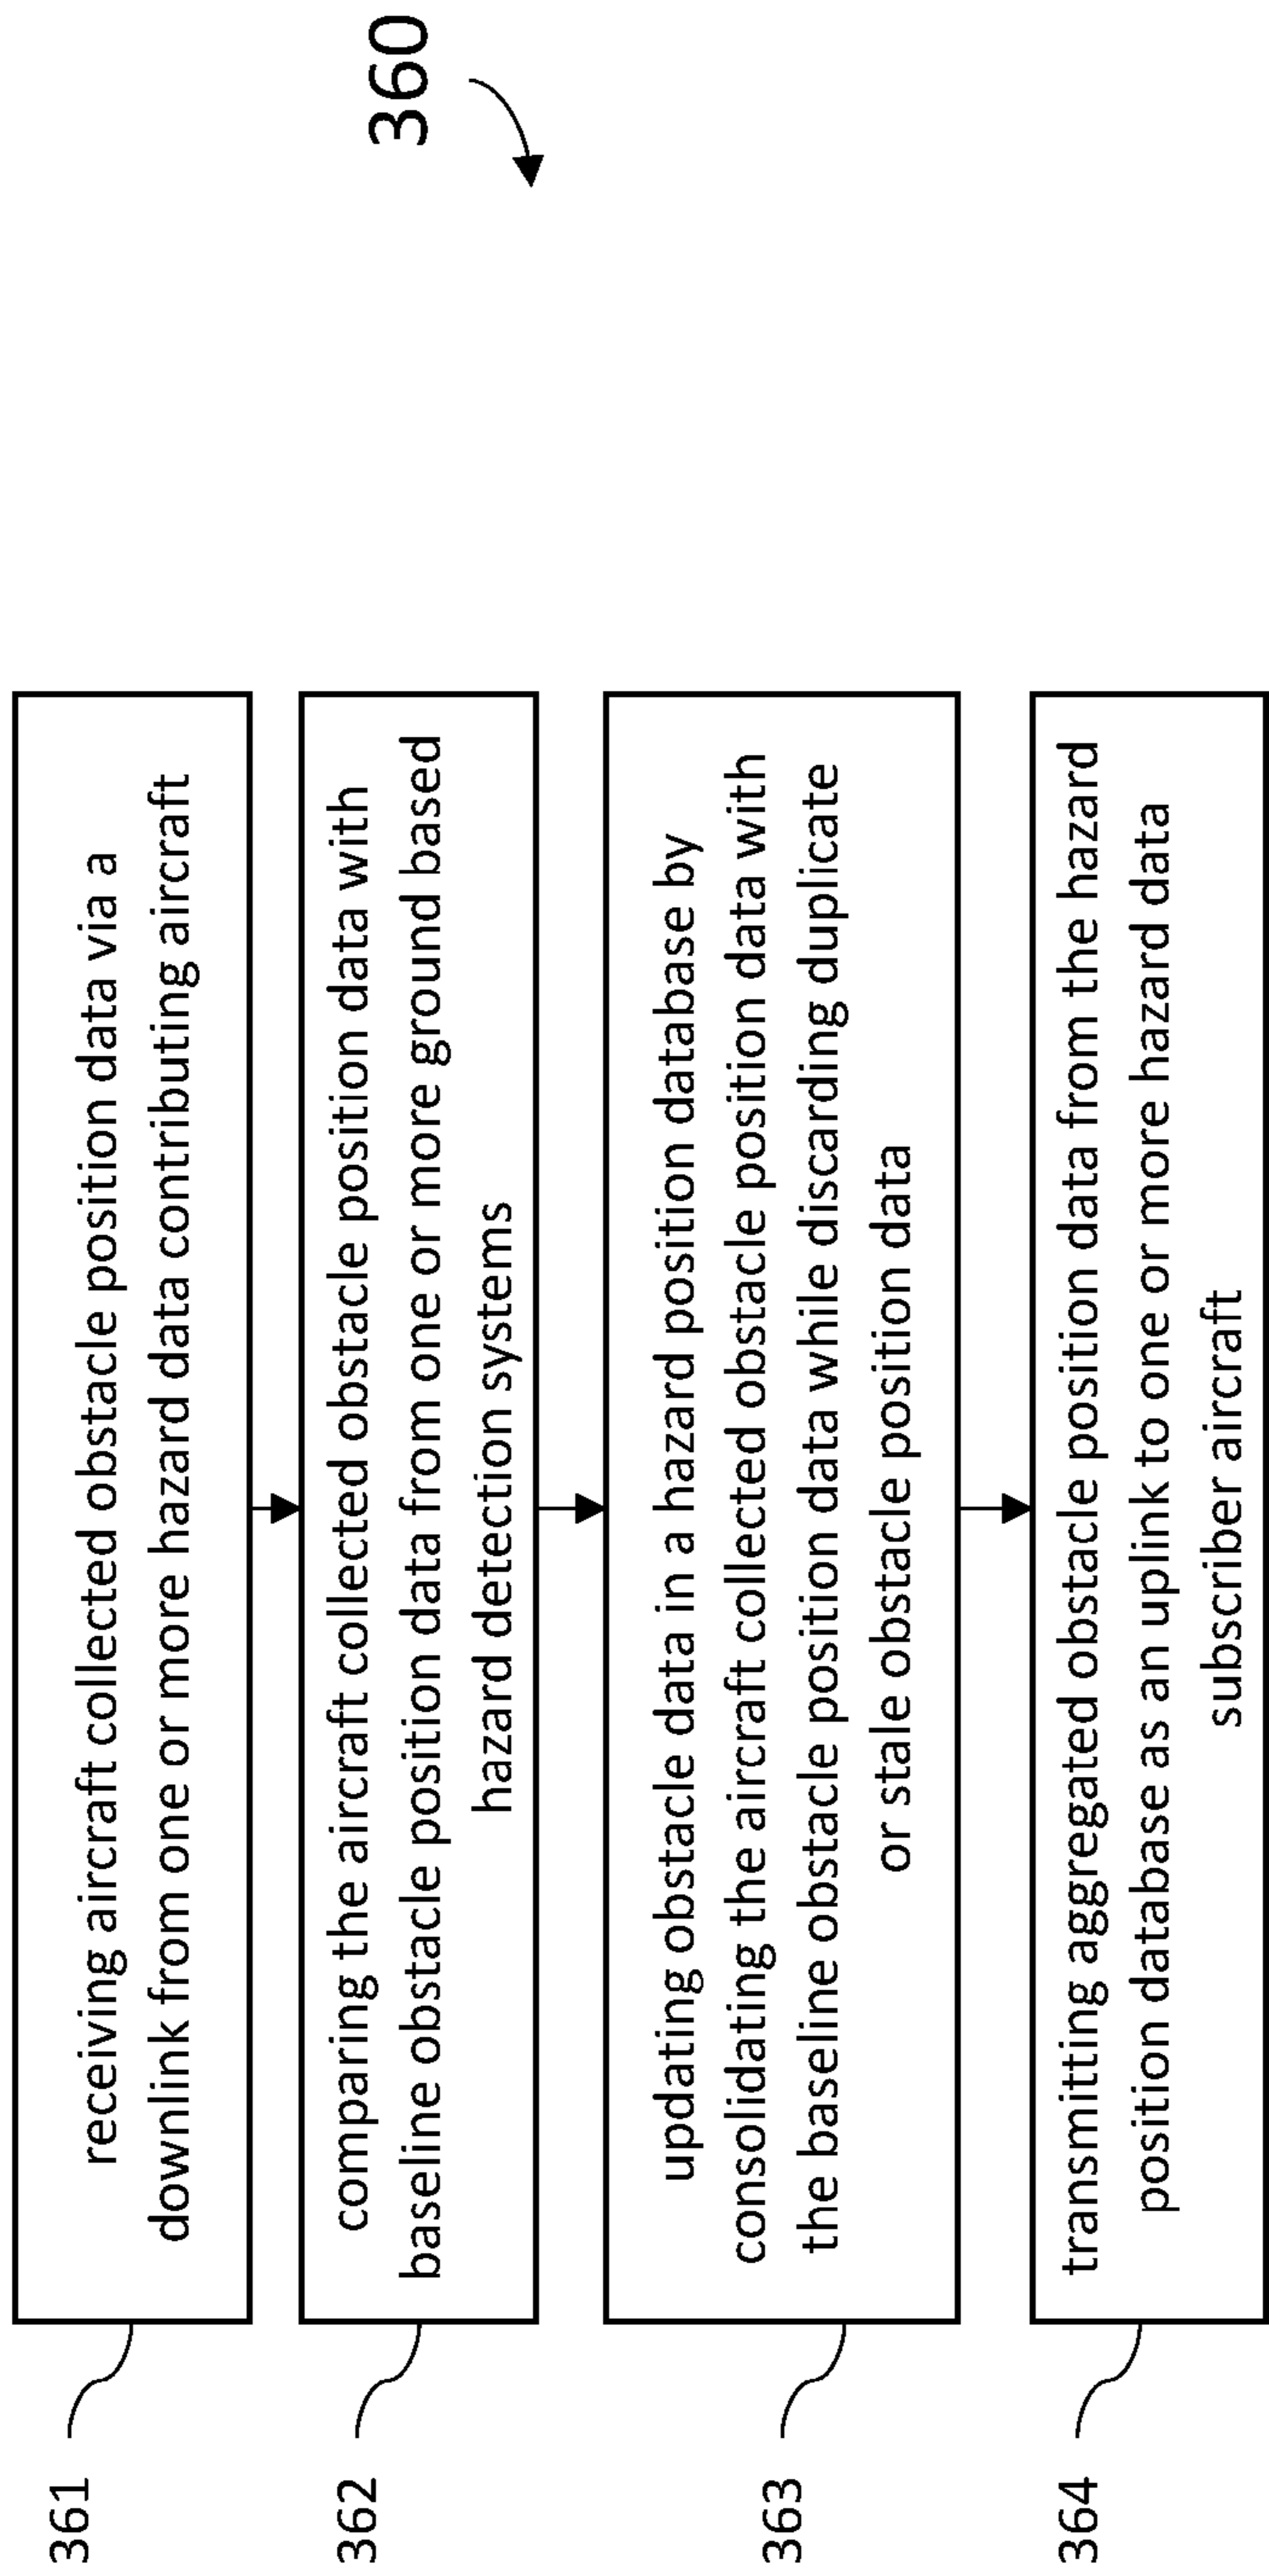 360
361
receiving aircraft collected obstacle position data via a
downlink from one or more hazard data contributing aircraft
362
comparing the aircraft collected obstacle position data with
baseline obstacle position data from one or more ground based
hazard detection systems
363
updating obstacle data in a hazard position database by
consolidating the aircraft collected obstacle position data with
the baseline obstacle position data while discarding duplicate
or stale obstacle position data
364
transmitting aggregated obstacle position data from the hazard
position database as an uplink to one or more hazard data
subscriber aircraft